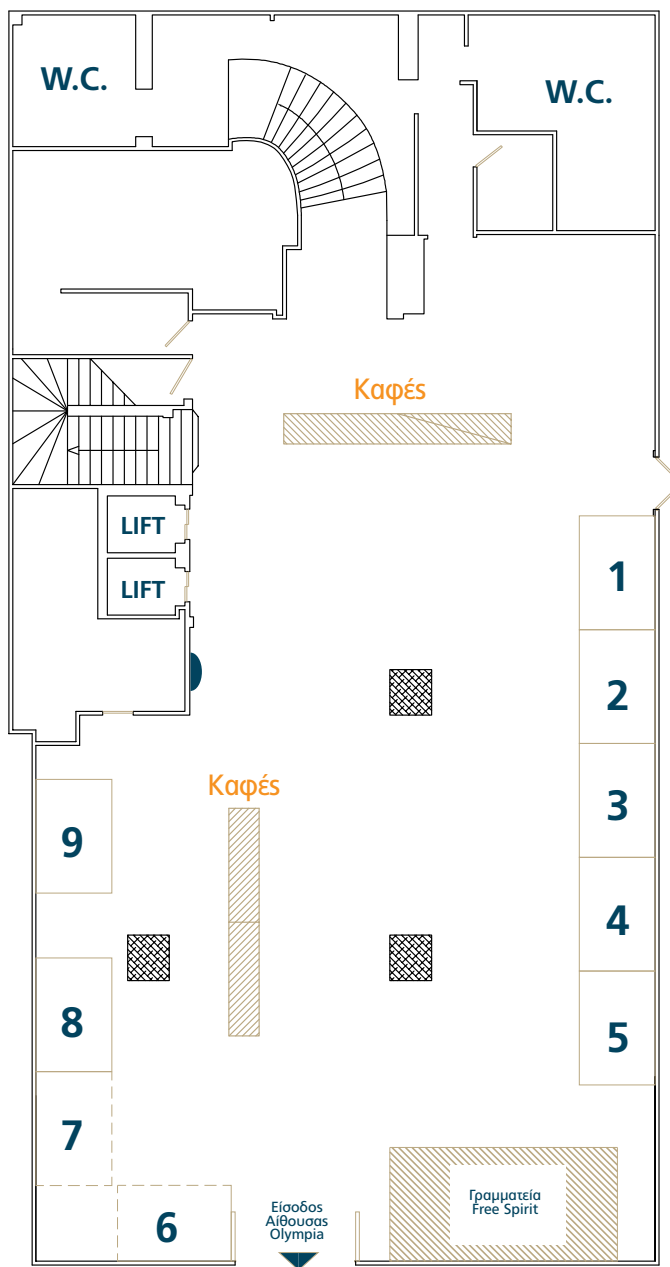 W.C.
W.C.
Καφές
LIFT
LIFT
1
2
Καφές
3
9
4
8
5
7
6
Είσοδος
Αίθουσας
Olympia
Γραμματεία
Free Spirit